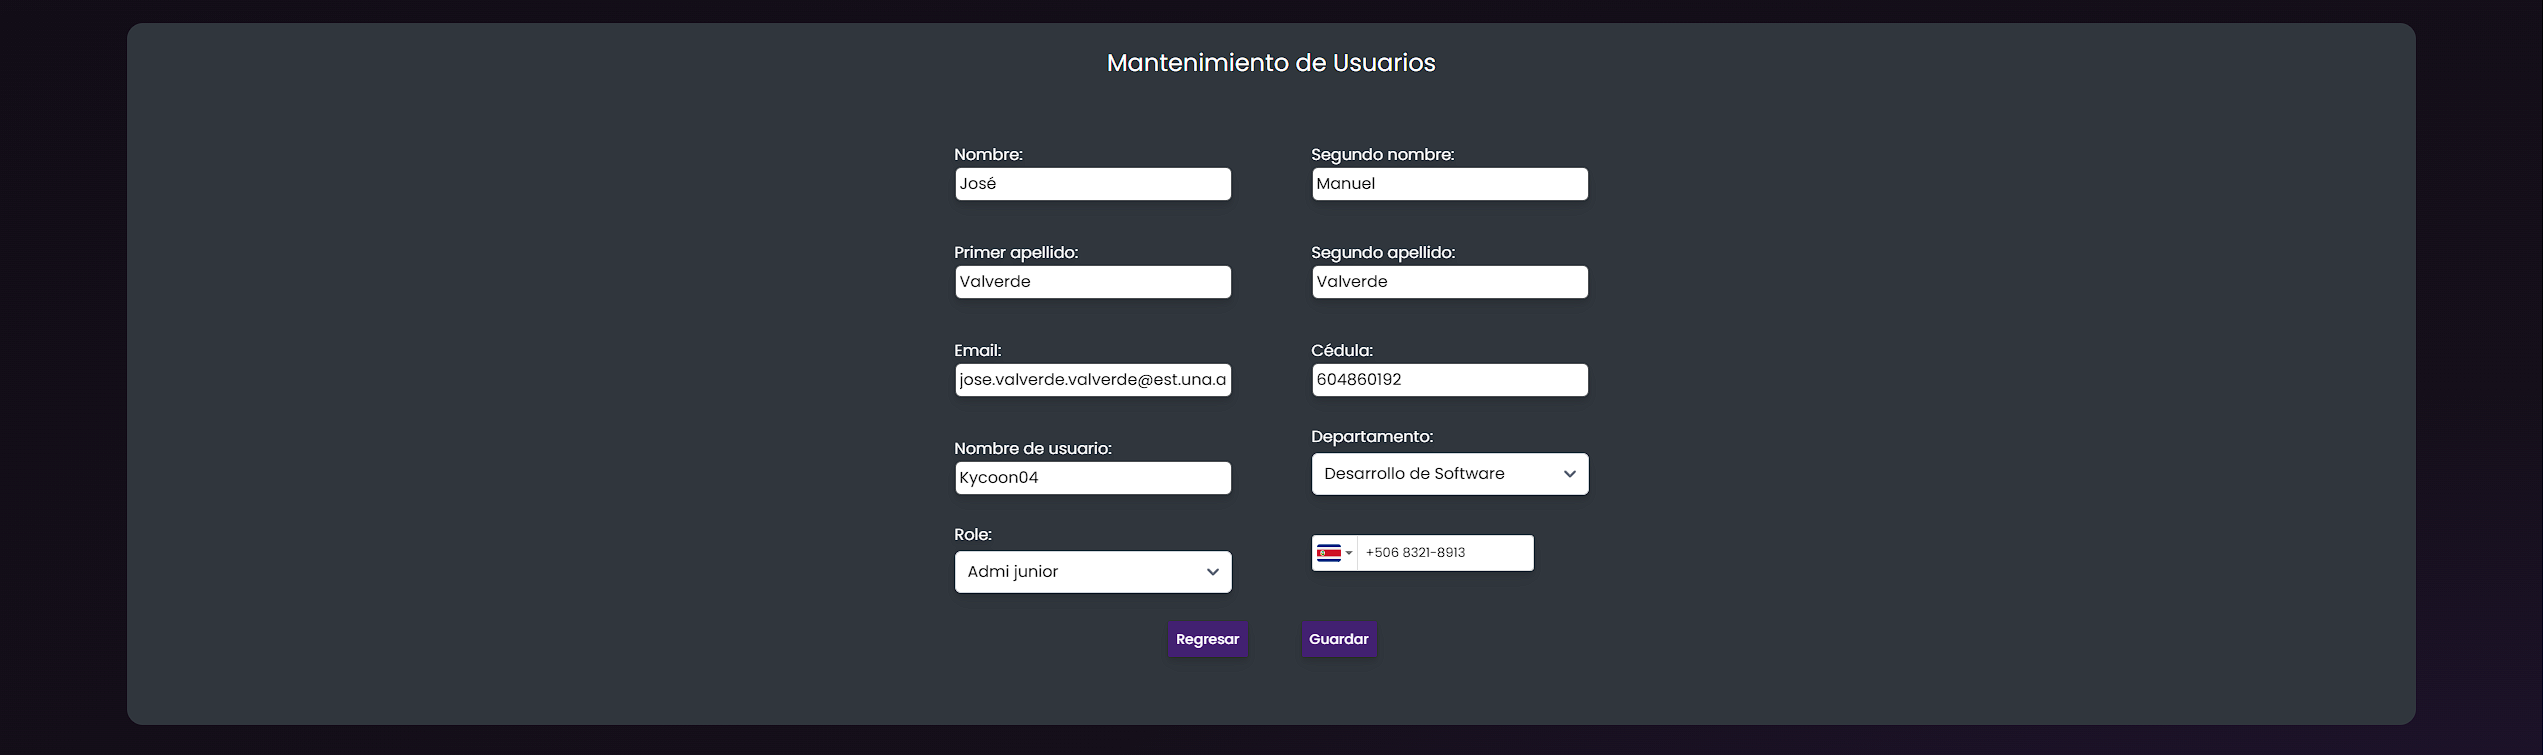 Mantenimiento de Usuarios
Nombre:
José
Segundo nombre:
Manuel
Primer apellido:
Valverde
Segundo apellido:
Valverde
Email:
jose.valverde.valverde@est.una.a
Cédula:
604860192
Nombre de usuario:
Kycoon04
Departamento:
Desarrollo de Software
Role:
Admi junior
+506 8321-8913
Regresar
Guardar